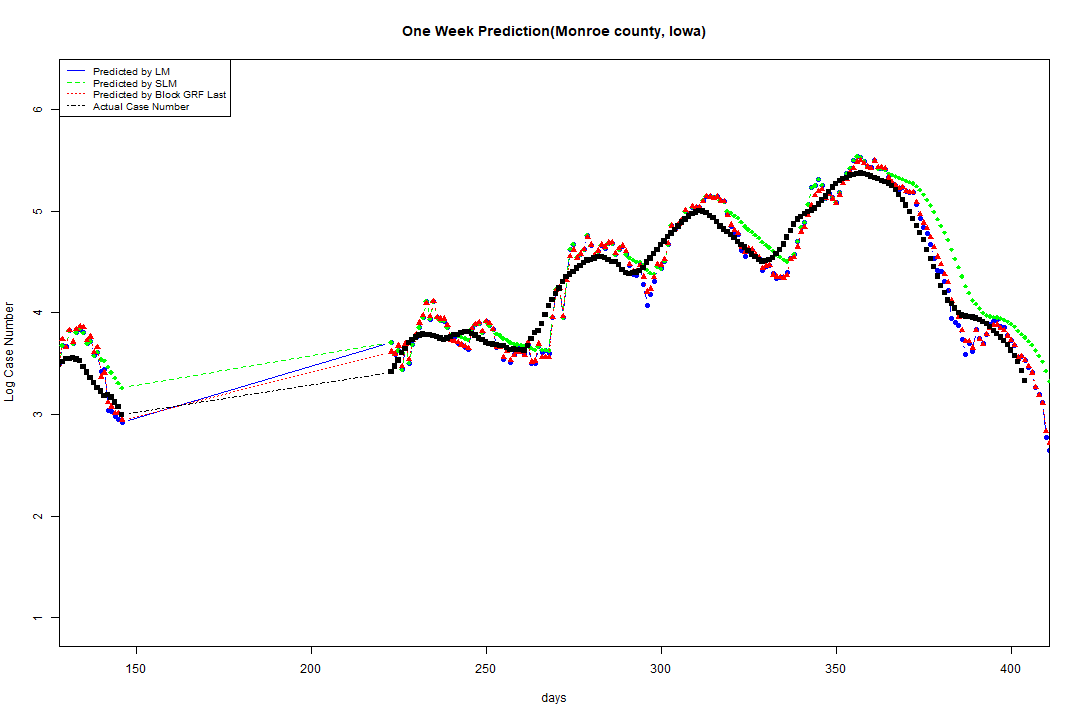 One Week Prediction(Monroe county, Iowa)
Predicted by LM
Predicted by SLM
Predicted by Block GRF Last
Actual Case Number
6
5
4
3
2
1
Log Case Number
150 200 250 300 350 400
days